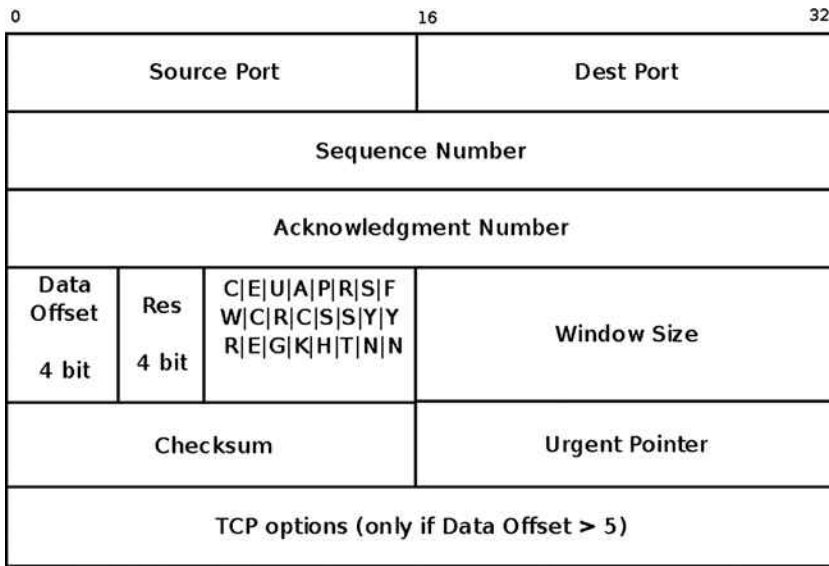 0 16 32
Source Port Dest Port
Sequence Number
Acknowledgment Number
Data
Offset
4 bit
Res
4 bit
C|E|U|A|P|R|S|F
W|C|R|C|S|S|Y|Y
R|E|G|K|H|T|N|N
Window Size
Checksum Urgent Pointer
TCP options (only if Data Offset > 5)